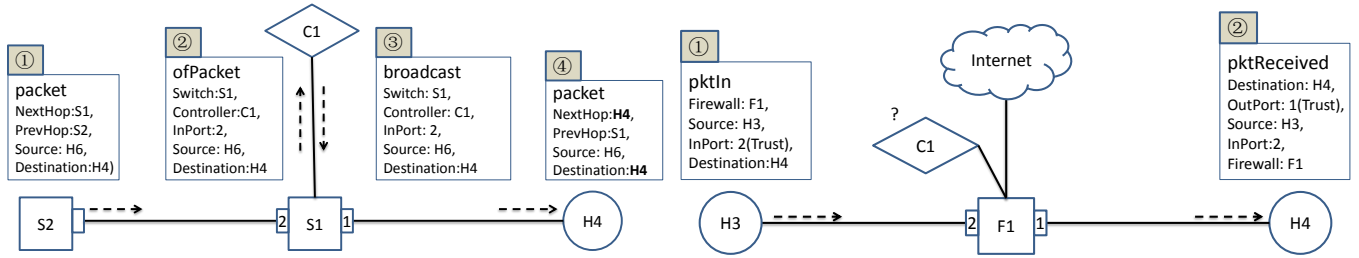 ①
packet
NextHop:S1,
PrevHop:S2,
Source: H6,
Destination:H4)
②
ofPacket
Switch:S1,
Controller:C1,
InPort:2,
Source: H6,
Destination:H4
C1
③
broadcast
Switch: S1,
Controller: C1,
InPort: 2,
Source: H6,
Destination:H4
④
packet
NextHop:H4,
PrevHop:S1,
Source: H6,
Destination:H4
S2
2
S1
1
H4
①
pktIn
Firewall: F1,
Source: H3,
InPort: 2(Trust),
Destination:H4
Internet
?
C1
②
pktReceived
Destination: H4,
OutPort: 1(Trust),
Source: H3,
InPort:2,
Firewall: F1
H3
2
F1
1
H4